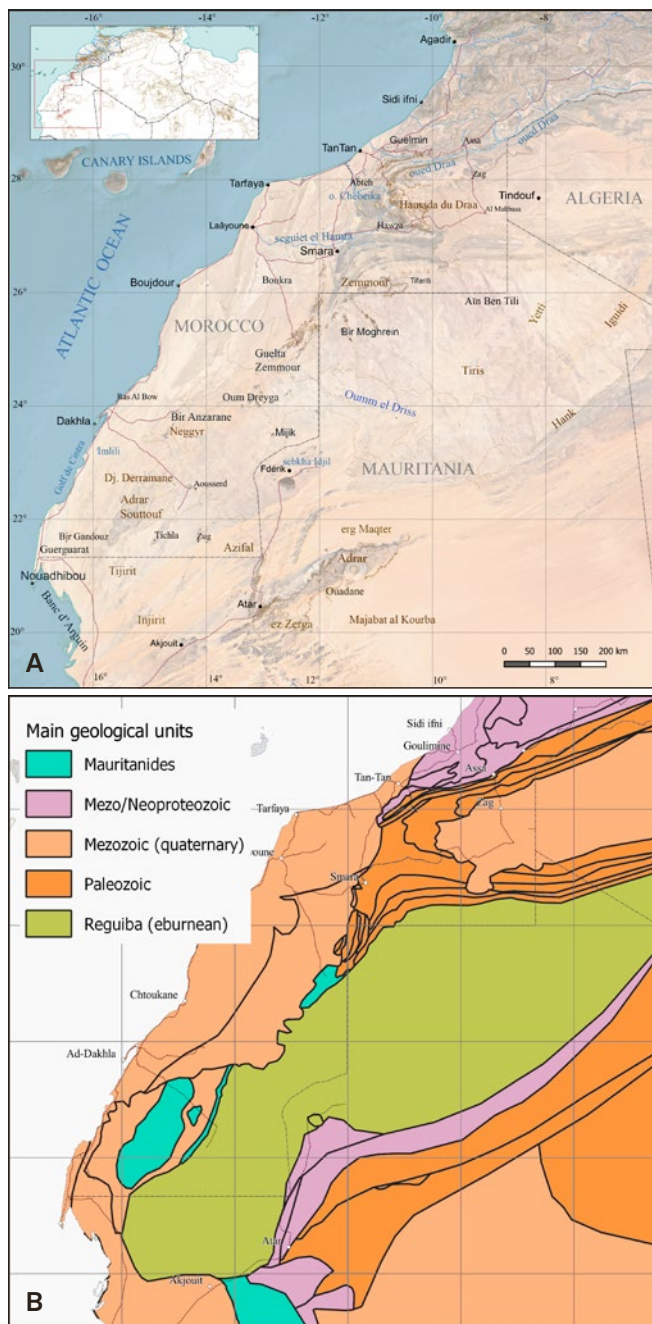 -10
-8
30°
Agadir
Sidi ifni
Guelmin
Assa
oued Draa
TanTan
oued Draa
CANARY ISLANDS
Abteh
Zag
28°
Tarfaya
o. Chebeika
Hamada du Draa
Tindouf
ALGERIA
Al Mahbass
Laâyoune
seguiet el Hamra
Hawza
Smara
ATLANTIC OCEAN
Boujdour
Boukra
Zemmour
Tifariti
26°
Aïn Ben Tili
MOROCCO
Bir Moghrein
Yetti
Iguidi
Guelta
Zemmour
Tiris
Ras Al Bow
Oum Dreyga
Oumm el Driss
24°
Dakhla
Bir Anzarane
Hank
Neggyr
Mijik
Imlili
Golf de Cintra
sebkha Idjil
Fdérik
MAURITANIA
Dj. Derramane
Aousserd
Adrar
Souttouf
22°
Bir Gandouz
Tichla
Zug
erg Maqter
Guerguarat
Azifal
Adrar
Tijirit
Nouadhibou
Ouadane
Banc d'Arguin
Atar
Injirit
ez Zerga
Majabat al Kourba
20°
Akjouit
0 50 100 150 200 km
A
-16
-14
-12
-10
-8
Main geological units
Mauritanides
Mezo/Neoproteozoic
Mezozoic (quaternary)
Paleozoic
Reguiba (eburnean)
Sidi ifni
Goulimine
Assa
Tan-Tan
Zag
Tarfaya
youne
Smara
Chtoukane
Ad-Dakhla
Atar
Akjouit
B